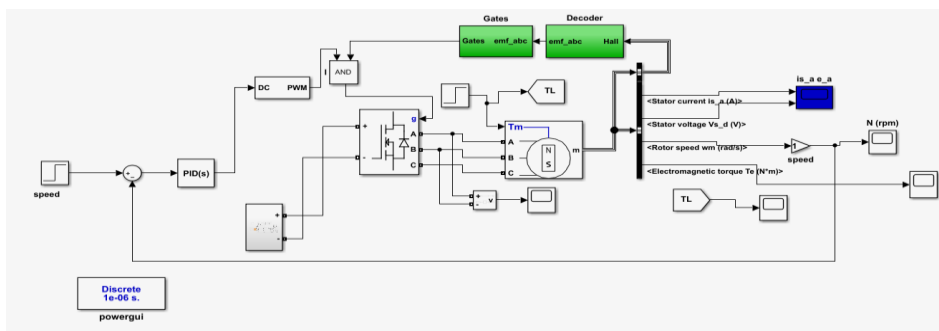 Gates
Decoder
Gates emf_abc
emf_abc Hall
is_a e_a
AND
DC PWM
TL
<Stator current is_a (A)>
g
+
A
B
C
-
Tm
A
B
C
N
S
m
<Stator voltage Vs_d (V)>
N (rpm)
<Rotor speed wm (rad/s)>
1
speed
<Electromagnetic torque Te (N*m)>
speed
+
-
PID(s)
+
-
v
TL
+
-
Discrete
1e-06 s.
powergui